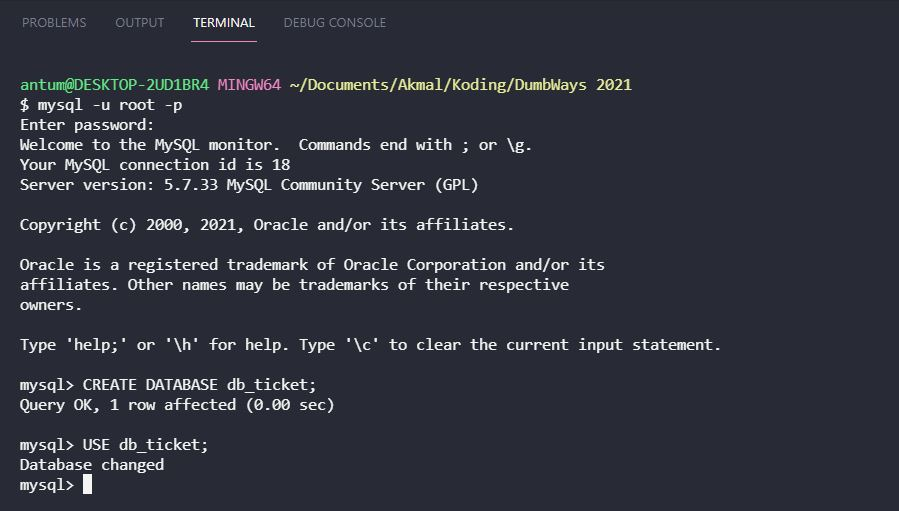 PROBLEMS OUTPUT TERMINAL DEBUG CONSOLE
antum@DESKTOP-2UD1BR4 MINGW64 ~/Documents/Akmal/Koding/DumbWays 2021
$ mysql -u root -p
Enter password:
Welcome to the MySQL monitor.  Commands end with ; or \g.
Your MySQL connection id is 18
Server version: 5.7.33 MySQL Community Server (GPL)
Copyright (c) 2000, 2021, Oracle and/or its affiliates.
Oracle is a registered trademark of Oracle Corporation and/or its
affiliates. Other names may be trademarks of their respective
owners.
Type 'help;' or '\h' for help. Type '\c' to clear the current input statement.
mysql> CREATE DATABASE db_ticket;
Query OK, 1 row affected (0.00 sec)
mysql> USE db_ticket;
Database changed
mysql>